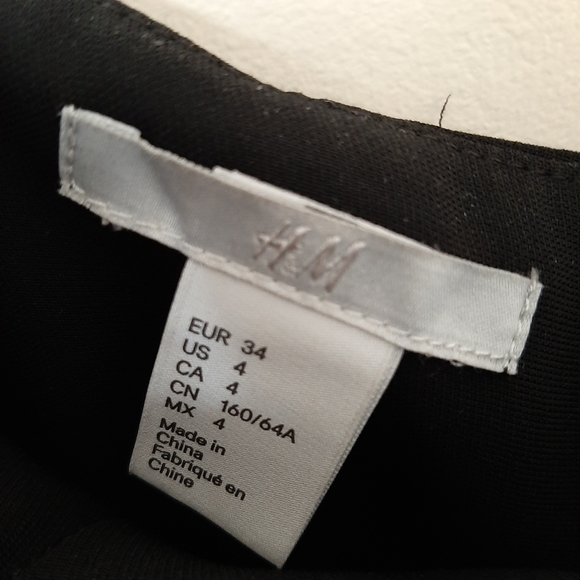 H&M
EUR 34
US 4
CA 4
CN 160/64A
MX 4
Made in
China
Fabriqué en
Chine